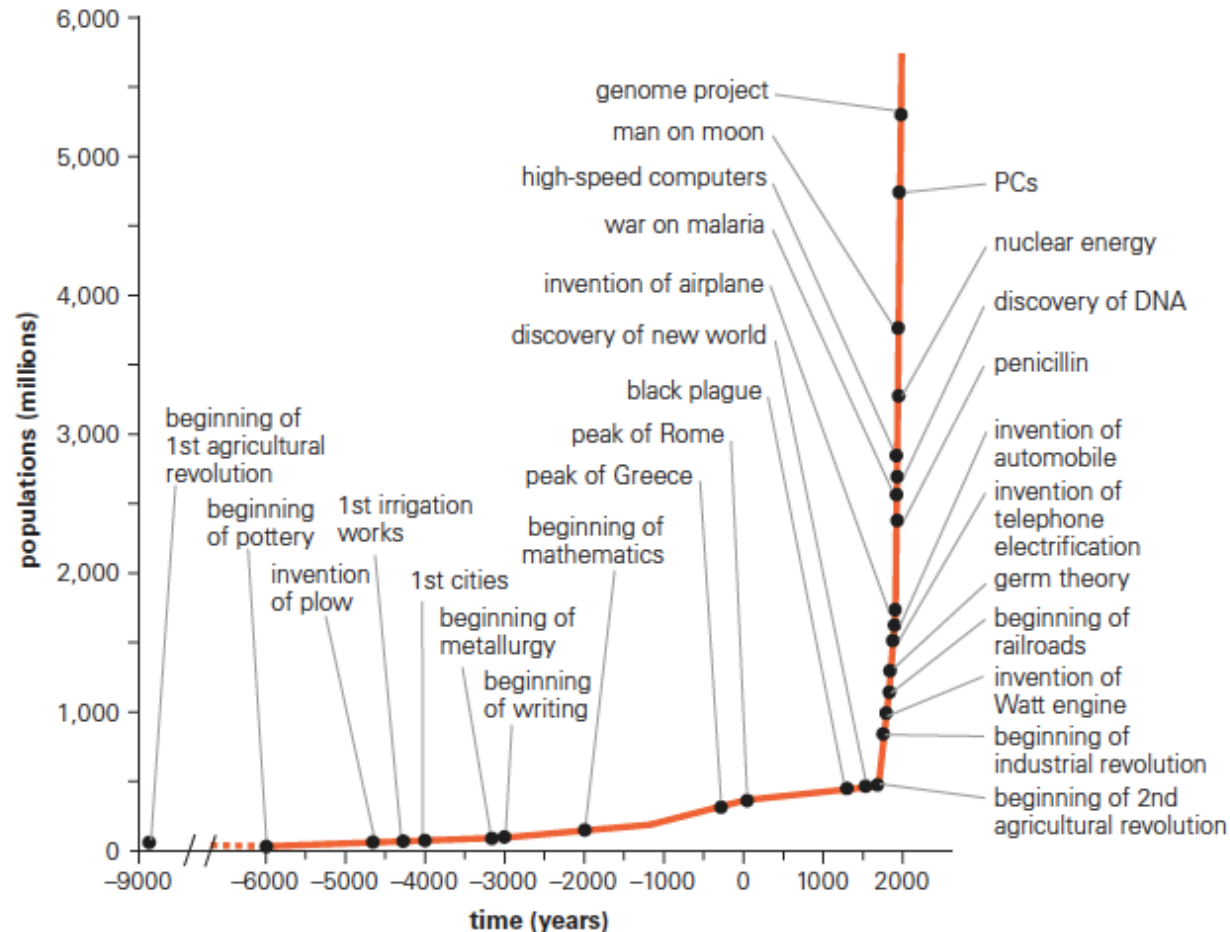 6,000
5,000
4,000
3,000
2,000
1,000
0
populations (millions)
genome project
man on moon
high-speed computers
war on malaria
invention of airplane
discovery of new world
black plague
peak of Rome
peak of Greece
beginning of
mathematics
beginning of
1st agricultural
revolution
beginning
of pottery
1st irrigation
works
invention
of plow
1st cities
beginning of
metallurgy
beginning
of writing
PCs
nuclear energy
discovery of DNA
penicillin
invention of
automobile
invention of
telephone
electrification
germ theory
beginning of
railroads
invention of
Watt engine
beginning of
industrial revolution
beginning of 2nd
agricultural revolution
–9000 –6000 –5000 –4000 –3000 –2000 –1000 0 1000 2000
time (years)